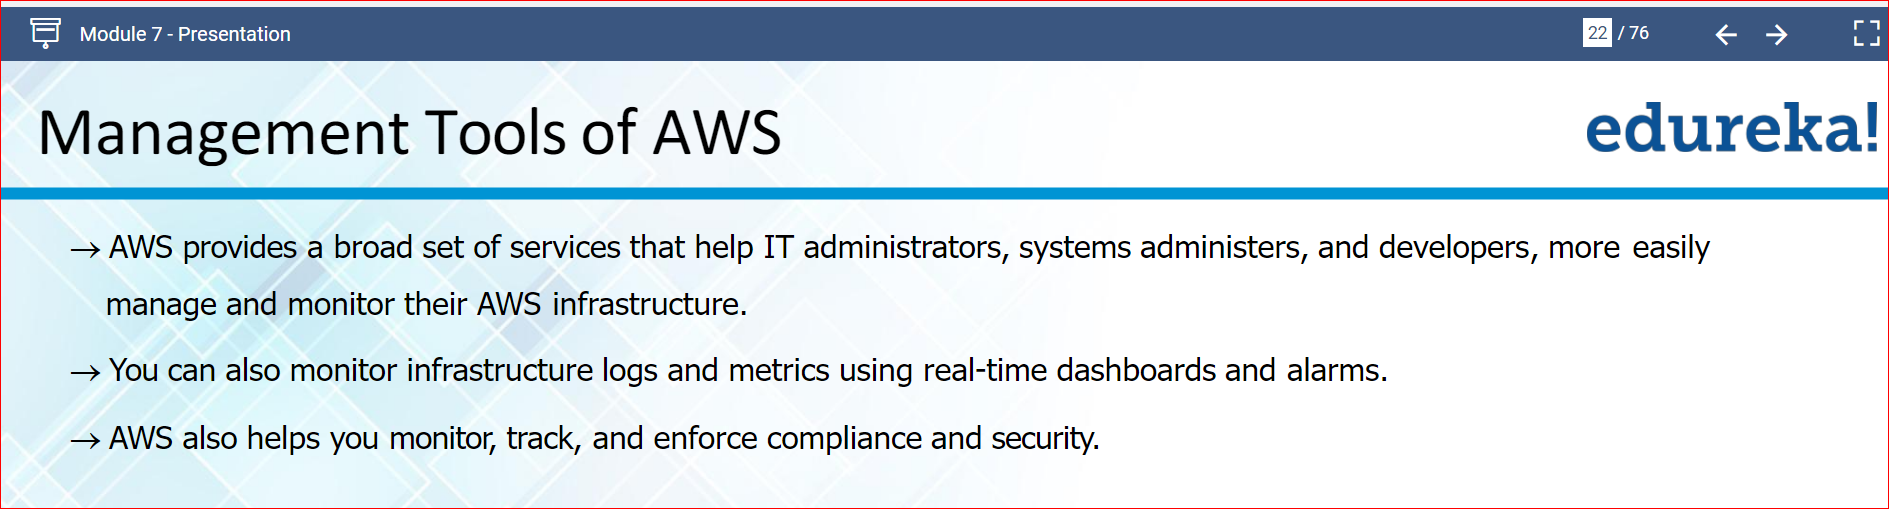 Module 7 - Presentation
22 / 76
Management Tools of AWS
edureka!
→ AWS provides a broad set of services that help IT administrators, systems administers, and developers, more easily
manage and monitor their AWS infrastructure.
→ You can also monitor infrastructure logs and metrics using real-time dashboards and alarms.
→ AWS also helps you monitor, track, and enforce compliance and security.